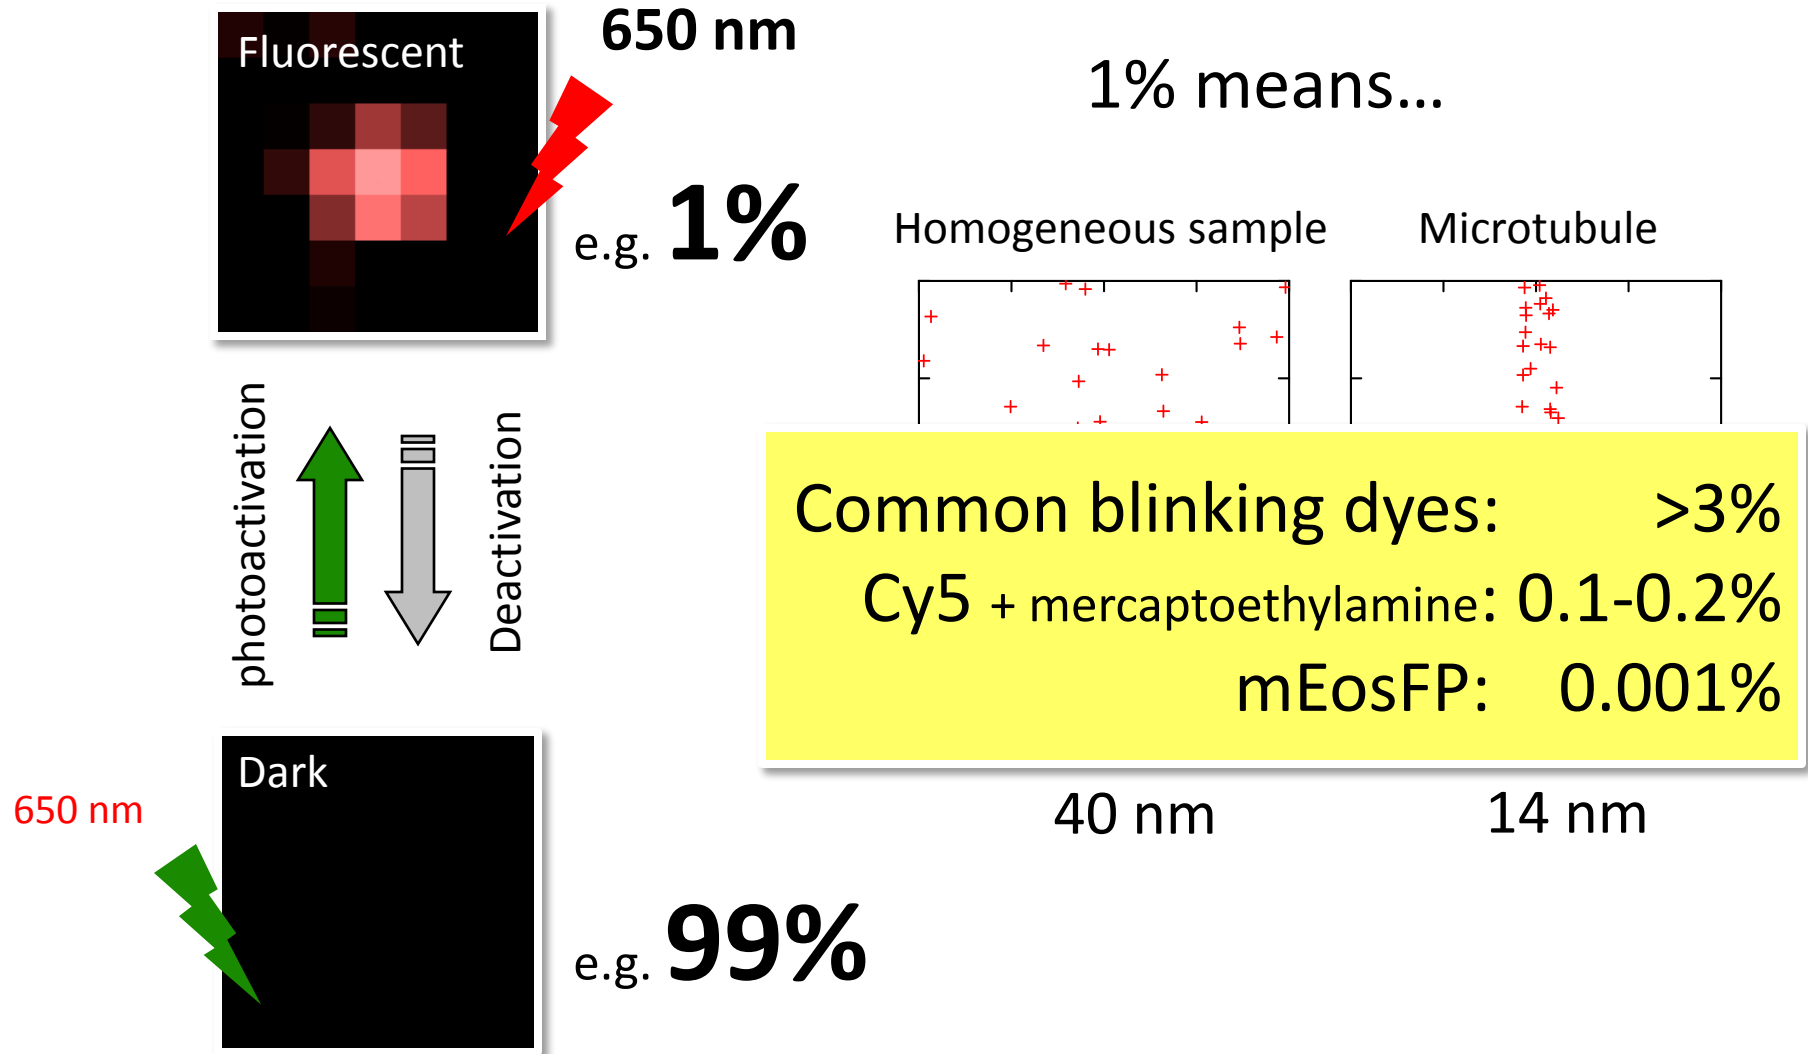 Fluorescent
650 nm
e.g. 1%
photoactivation
Deactivation
Dark
650 nm
e.g. 99%
1% means...
Homogeneous sample
Microtubule
Common blinking dyes: >3%
Cy5 + mercaptoethylamine: 0.1-0.2%
mEosFP: 0.001%
40 nm
14 nm